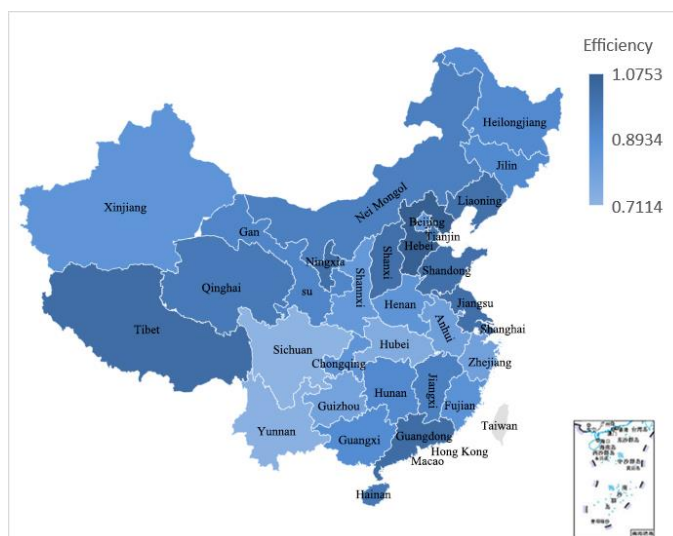 Efficiency
1.0753
0.8934
0.7114
Heilongjiang
Jilin
Liaoning
Nei Mongol
Xinjiang
Gan
su
Beijing
Tianjin
Hebei
Ningxia
Shanxi
Shannxi
Shandong
Qinghai
Henan
Jiangsu
Tibet
Anhui
Shanghai
Sichuan
Hubei
Chongqing
Zhejiang
Hunan
Jiangxi
Guizhou
Fujian
Yunnan
Guangxi
Guangdong
Taiwan
Hong Kong
Macao
Hainan